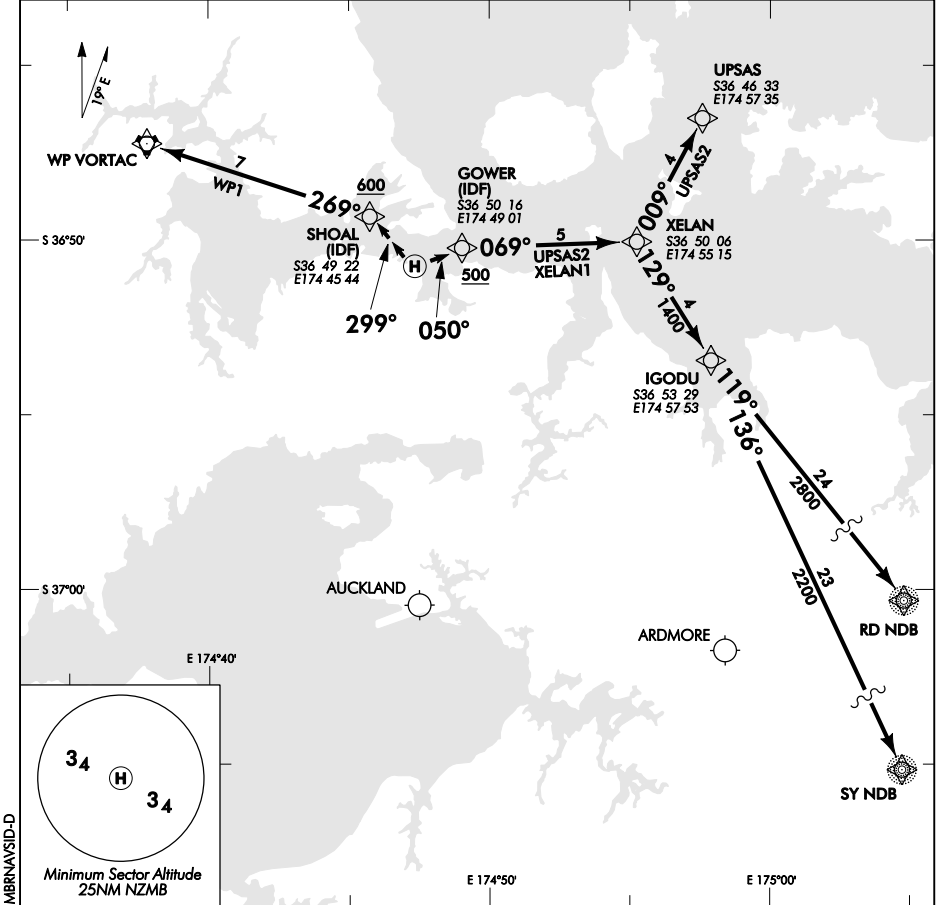 19° E
UPSAS
S36 46 33
E174 57 35
WP VORTAC
7
WP1
269°
600
SHOAL
(IDF)
S36 49 22
E174 45 44
GOWER
(IDF)
S36 50 16
E174 49 01
4
UPSAS2
009°
XELAN
S36 50 06
E174 55 15
S 36°50'
H
500
069°
5
UPSAS2
XELAN1
129°
4
1400
299°
050°
IGODU
S36 53 29
E174 57 53
119°
136°
24
2800
23
2200
S 37°00'
AUCKLAND
ARDMORE
RD NDB
E 174°40'
SY NDB
34
H
34
Minimum Sector Altitude
25NM NZMB
E 174°50'
E 175°00'
MBRNAVSID-D